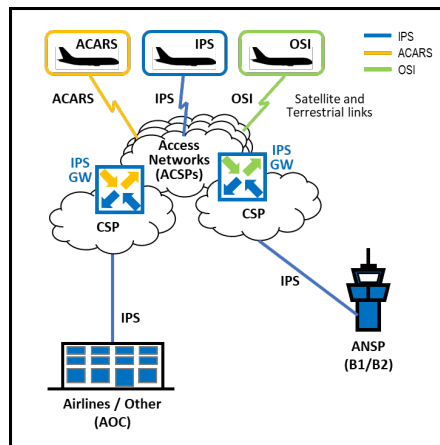 ACARS
IPS
OSI
IPS
ACARS
OSI
ACARS
IPS
OSI
Satellite and
Terrestrial links
Access
Networks
(ACSPs)
IPS
GW
IPS
GW
CSP
CSP
IPS
IPS
Airlines / Other
(AOC)
ANSP
(B1/B2)